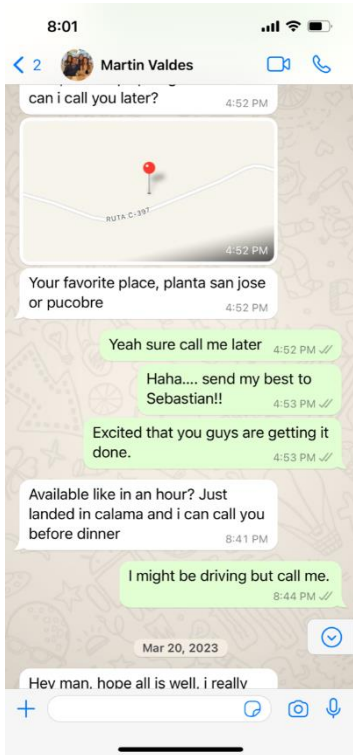 8:01
2
Martin Valdes
can i call you later?
4:52 PM
RUTA C-397
4:52 PM
Your favorite place, planta san jose
or pucobre
4:52 PM
Yeah sure call me later
4:52 PM
Haha.... send my best to
Sebastian!!
4:53 PM
Excited that you guys are getting it
done.
4:53 PM
Available like in an hour? Just
landed in calama and i can call you
before dinner
8:41 PM
I might be driving but call me.
8:44 PM
Mar 20, 2023
Hey man, hope all is well, i really